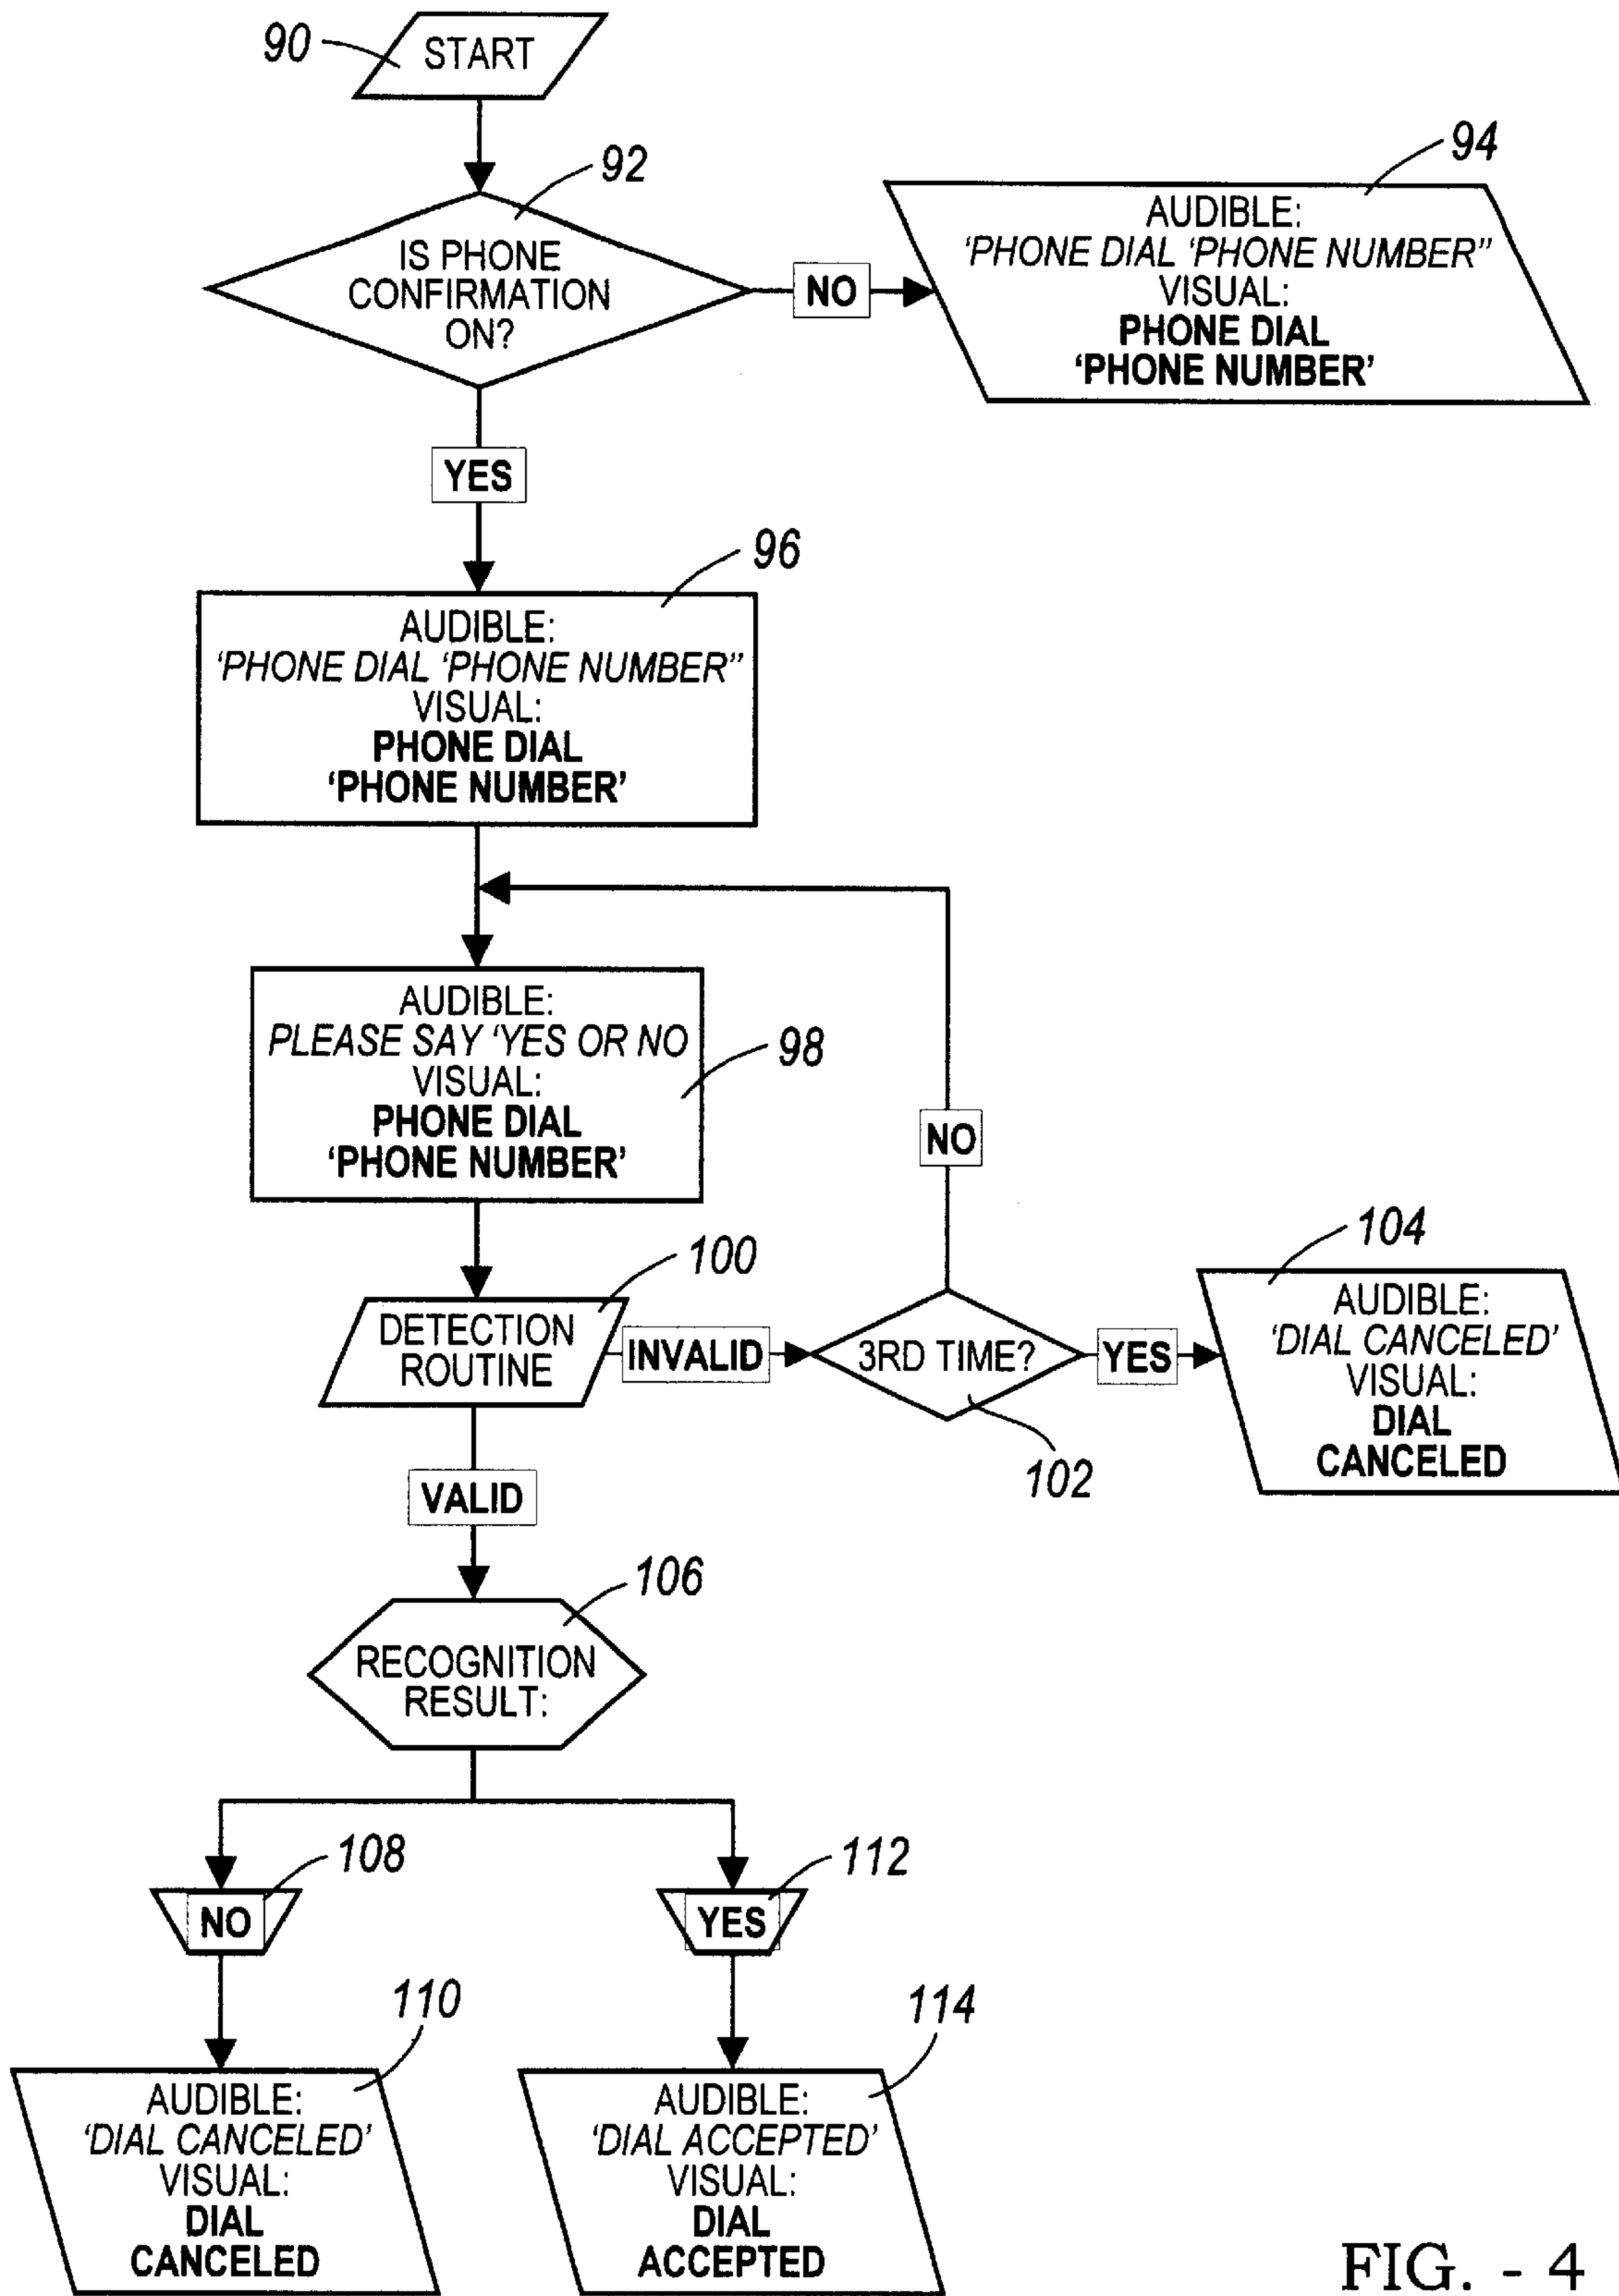 90
START
92
IS PHONE
CONFIRMATION
ON?
NO
94
AUDIBLE:
'PHONE DIAL 'PHONE NUMBER''
VISUAL:
PHONE DIAL
'PHONE NUMBER'
YES
96
AUDIBLE:
'PHONE DIAL 'PHONE NUMBER''
VISUAL:
PHONE DIAL
'PHONE NUMBER'
AUDIBLE:
PLEASE SAY 'YES OR NO
VISUAL:
PHONE DIAL
'PHONE NUMBER'
98
NO
100
DETECTION
ROUTINE
INVALID
3RD TIME?
102
YES
104
AUDIBLE:
'DIAL CANCELED'
VISUAL:
DIAL
CANCELED
VALID
106
RECOGNITION
RESULT:
108
NO
112
YES
110
AUDIBLE:
'DIAL CANCELED'
VISUAL:
DIAL
CANCELED
114
AUDIBLE:
'DIAL ACCEPTED'
VISUAL:
DIAL
ACCEPTED
FIG. - 4